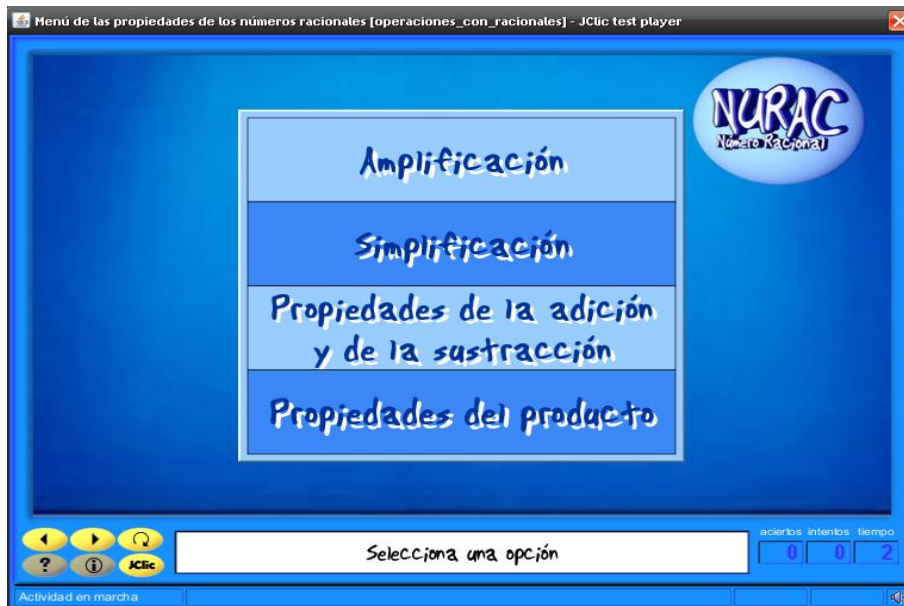 Menú de las propiedades de los números racionales [operaciones_con_racionales] - JClic test player
NURAC
Número Racional
Amplificación
Simplificación
Propiedades de la adición
y de la sustracción
Propiedades del producto
aciertos intentos tiempo
0 0 2
Selecciona una opción
? i JClic
Actividad en marcha